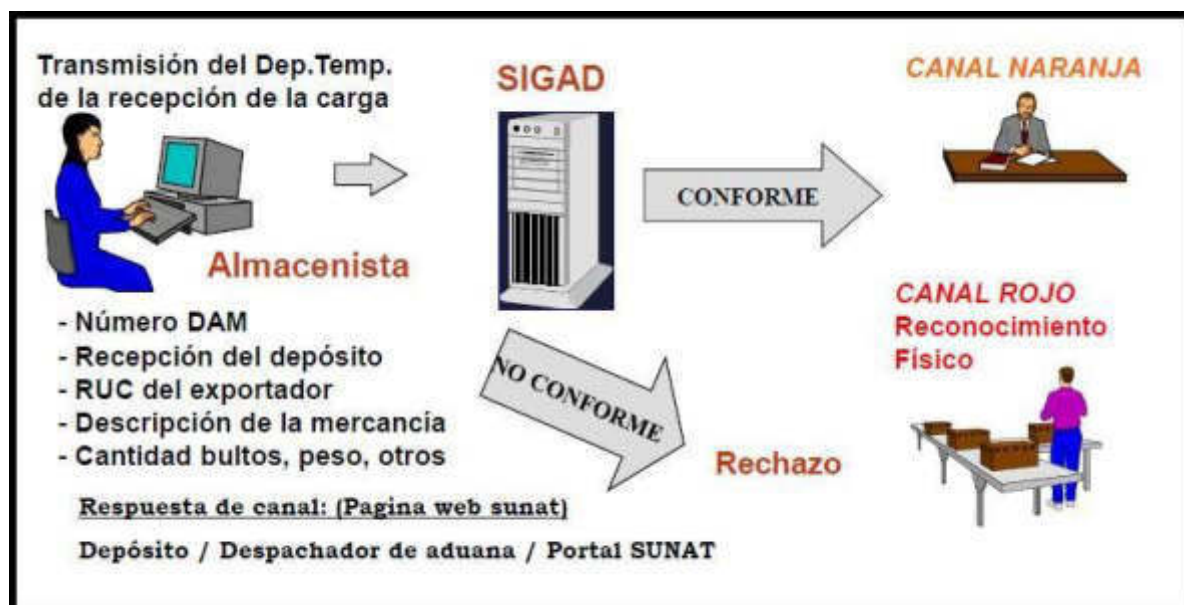 Transmisión del Dep.Temp.
de la recepción de la carga
Almacenista
- Número DAM
- Recepción del depósito
- RUC del exportador
- Descripción de la mercancía
- Cantidad bultos, peso, otros
Respuesta de canal: (Pagina web sunat)
Depósito / Despachador de aduana / Portal SUNAT
SIGAD
CONFORME
NO CONFORME
Rechazo
CANAL NARANJA
CANAL ROJO
Reconocimiento
Físico